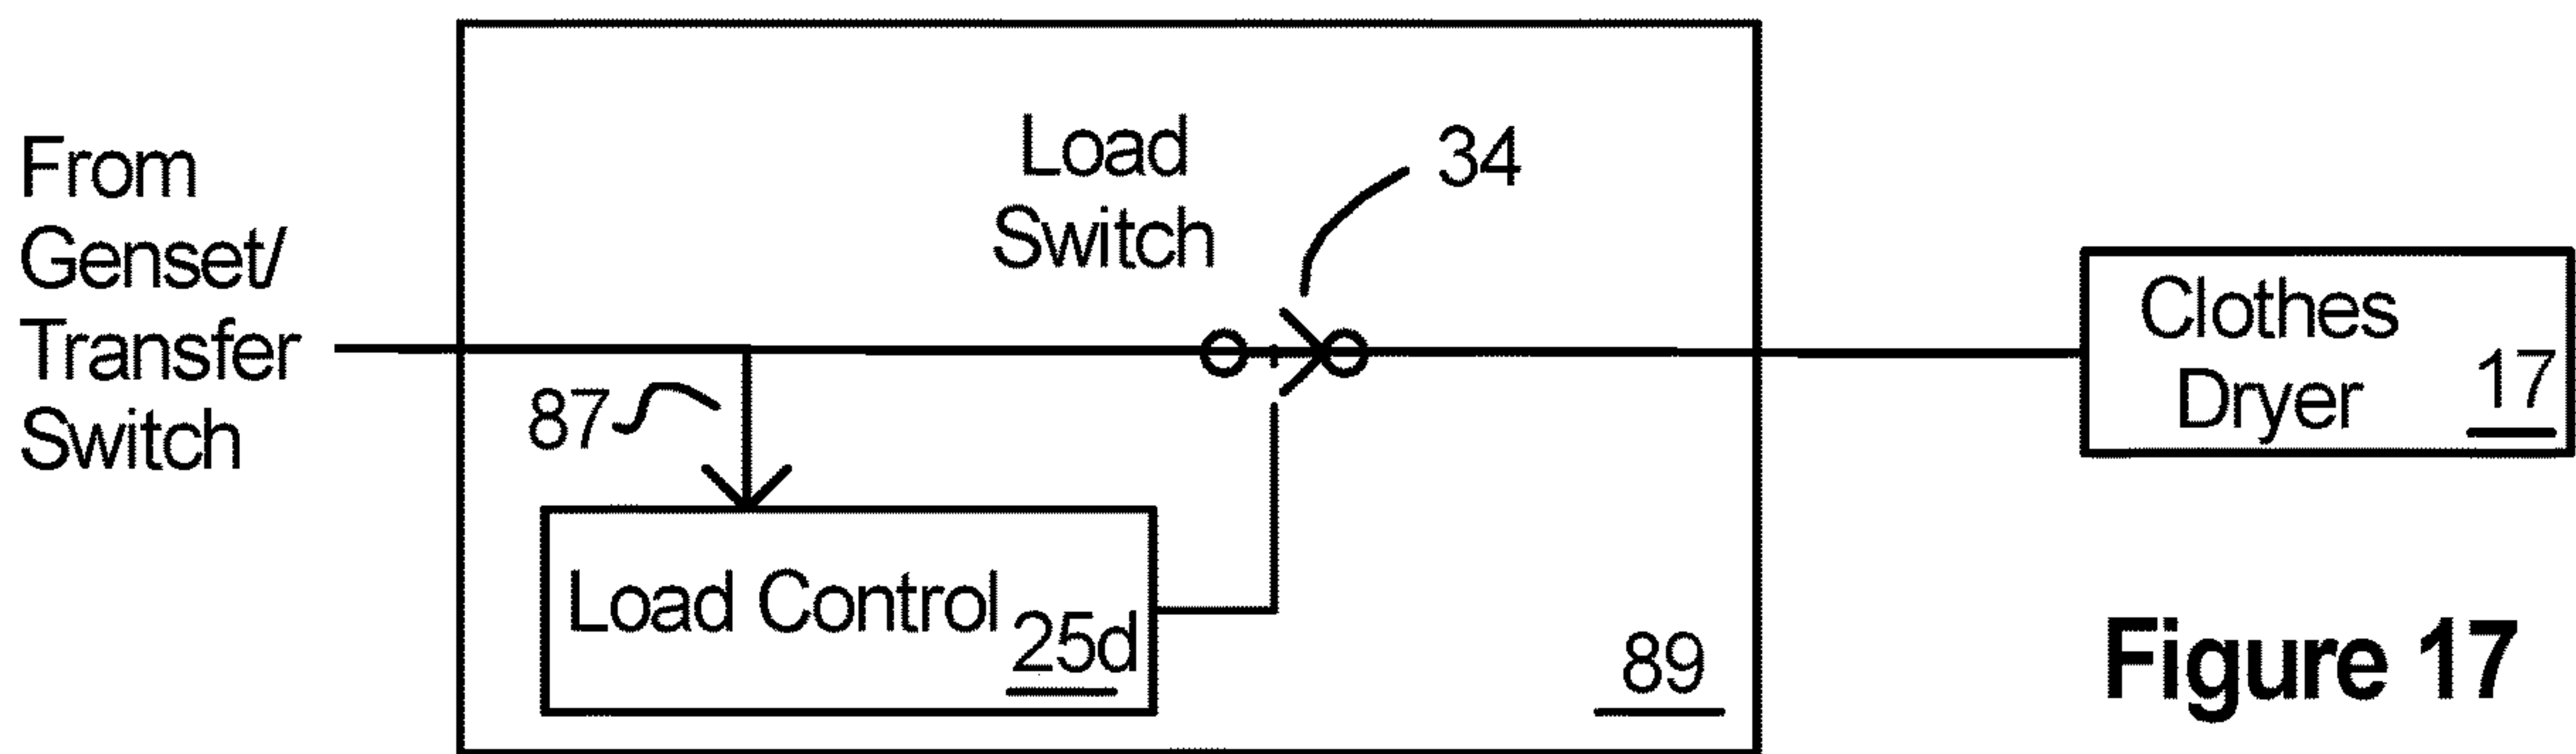 From
Genset/
Transfer
Switch
Load
Switch
34
87
Load Control 25d
89
Clothes
Dryer 17
Figure 17